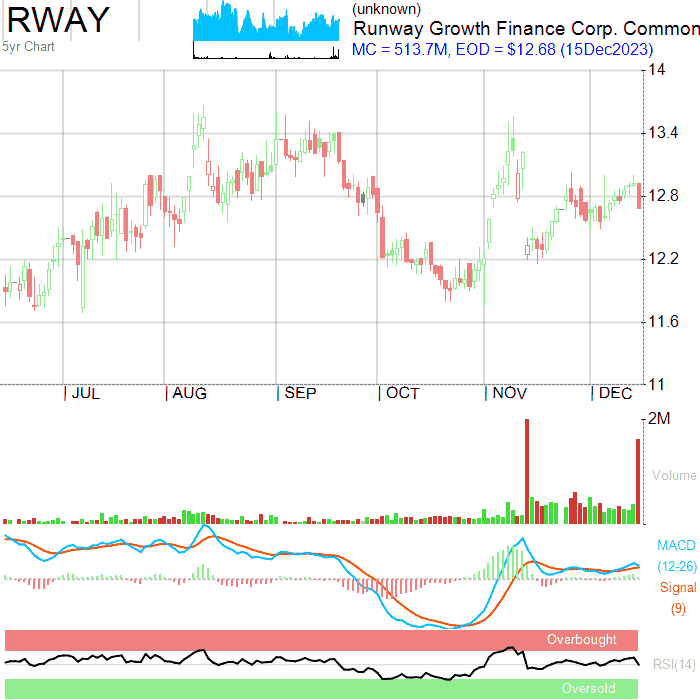 RWAY
5yr Chart
(unknown)
Runway Growth Finance Corp. Common
MC = 513.7M, EOD = $12.68 (15Dec2023)
14
13.4
12.8
12.2
11.6
11
JUL
AUG
SEP
OCT
NOV
DEC
2M
Volume
MACD
(12-26)
Signal
(9)
Overbought
RSI(14)
Oversold